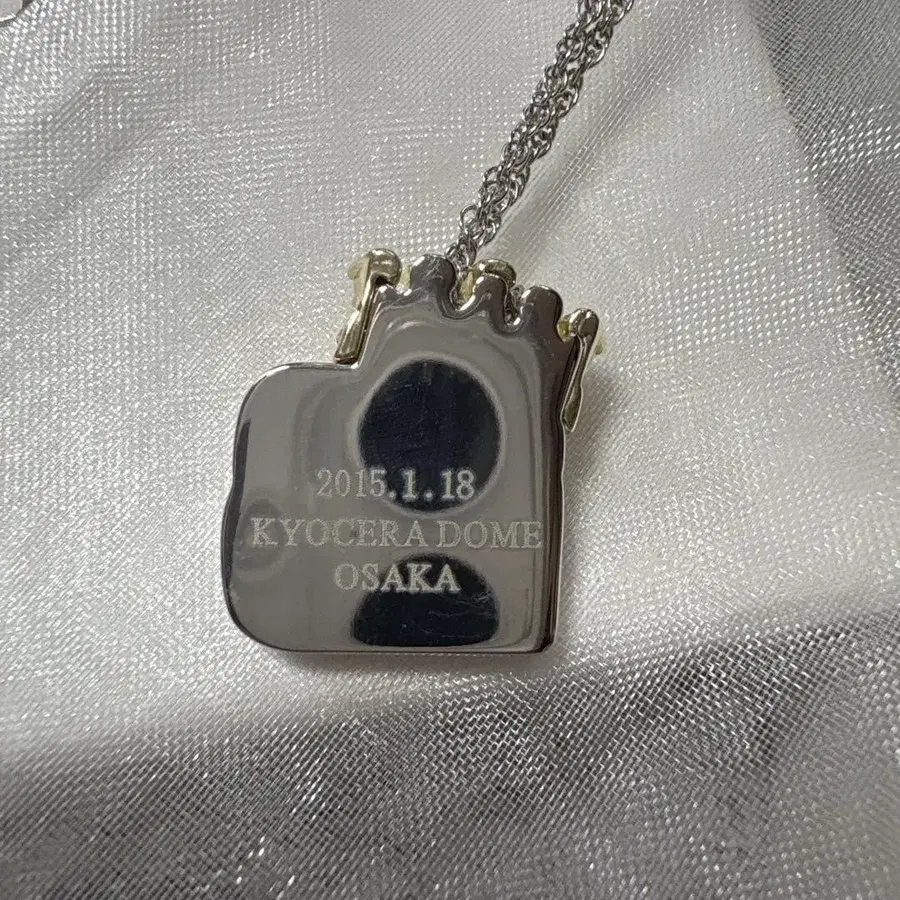 2015.1.18
KYOCERA DOME
OSAKA